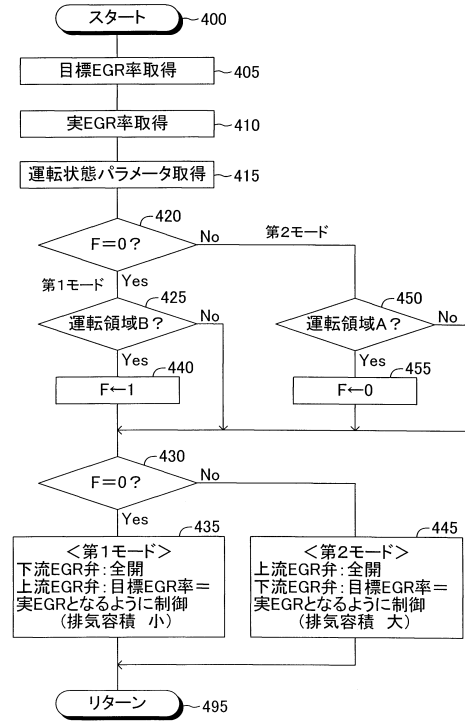 スタート
400
目標EGR率取得
405
実EGR率取得
410
運転状態パラメータ取得
415
420
F=0?
No
第2モード
Yes
第1モード
425
運転領域B?
No
Yes
450
運転領域A?
No
Yes
440
F←1
455
F←0
430
F=0?
No
Yes
435
<第1モード>
下流EGR弁:全開
上流EGR弁:目標EGR率=
実EGRとなるように制御
(排気容積 小)
445
<第2モード>
上流EGR弁:全開
下流EGR弁:目標EGR率=
実EGRとなるように制御
(排気容積 大)
リターン
495